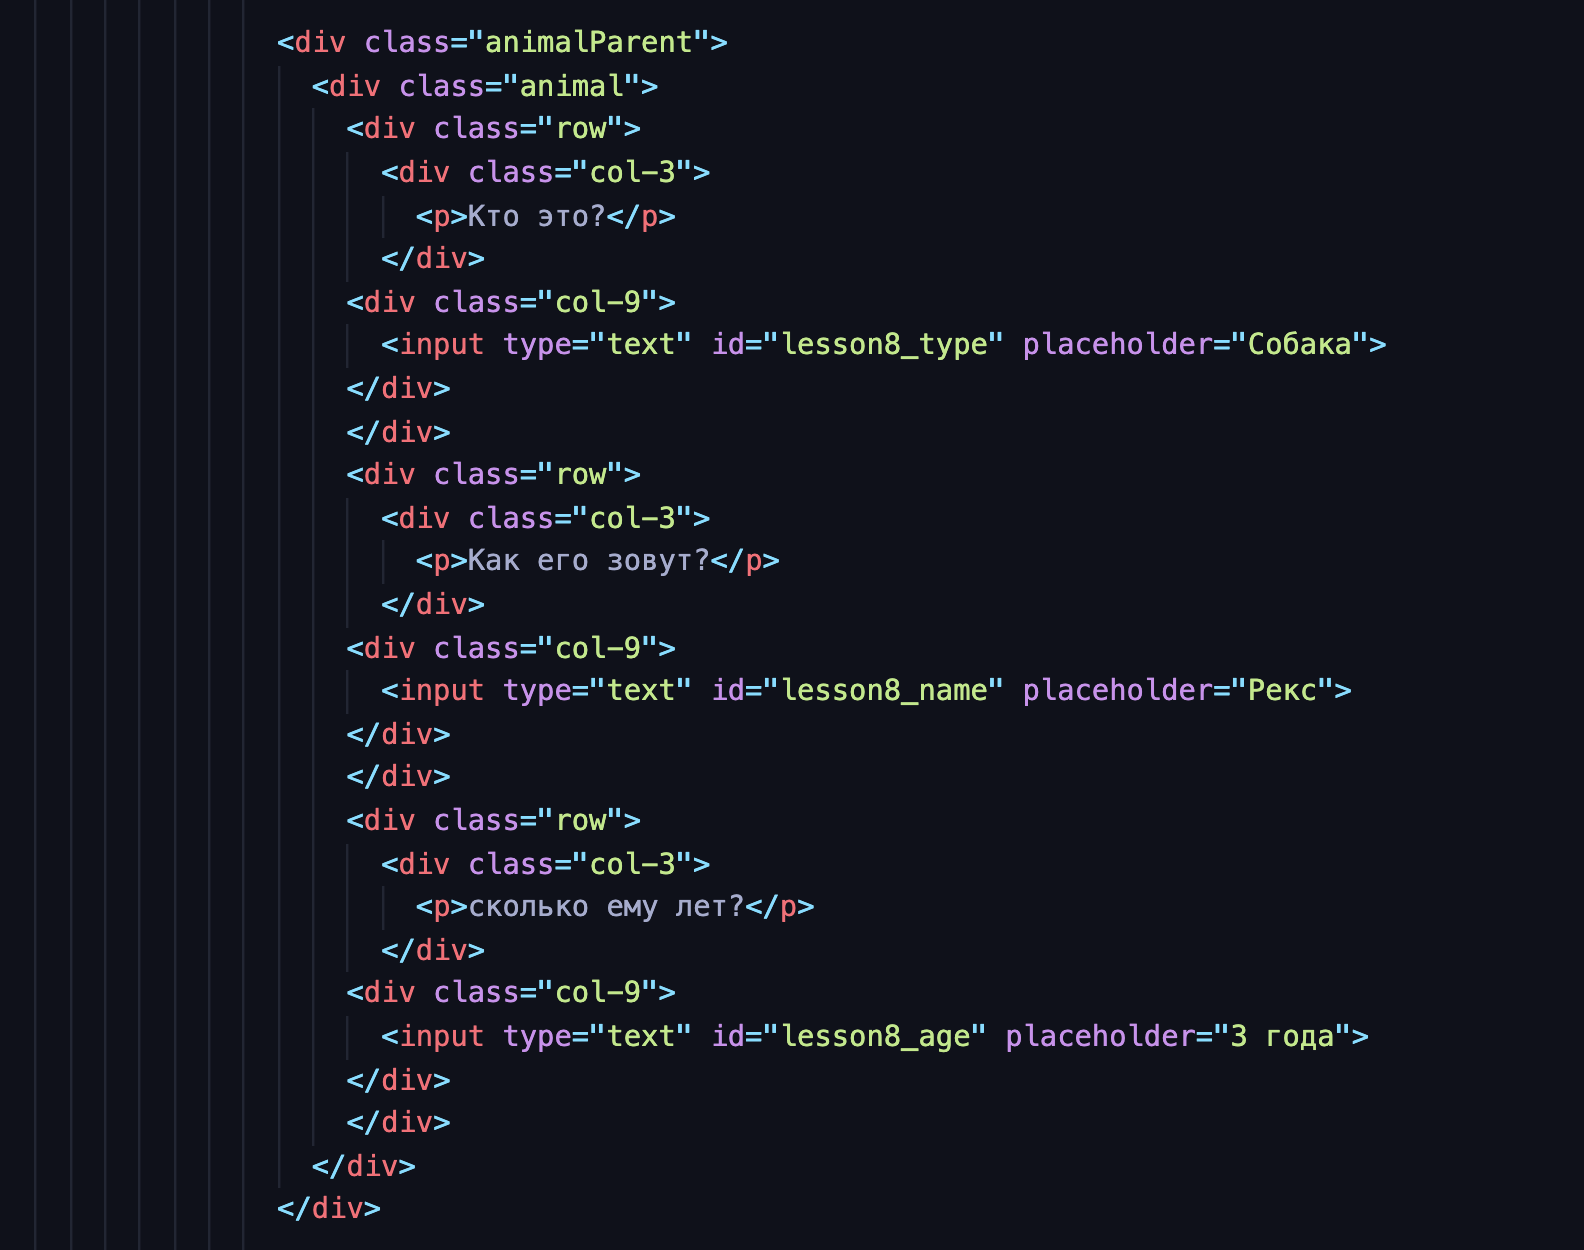 <div class="animalParent">
<div class="animal">
<div class="row">
<div class="col-3">
<p>Кто это?</p>
</div>
<div class="col-9">
<input type="text" id="lesson8_type" placeholder="Собака">
</div>
</div>
<div class="row">
<div class="col-3">
<p>Как его зовут?</p>
</div>
<div class="col-9">
<input type="text" id="lesson8_name" placeholder="Рекс">
</div>
</div>
<div class="row">
<div class="col-3">
<p>сколько ему лет?</p>
</div>
<div class="col-9">
<input type="text" id="lesson8_age" placeholder="3 года">
</div>
</div>
</div>
</div>